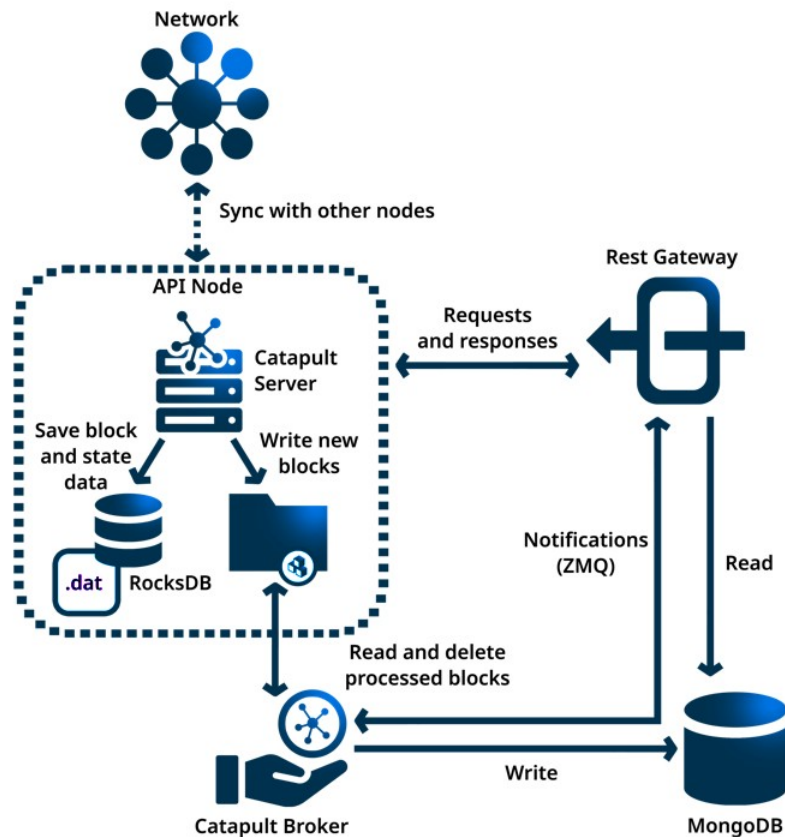 Network
Sync with other nodes
API Node
Catapult
Server
Save block
and state
data
Write new
blocks
.dat
RocksDB
Rest Gateway
Requests
and responses
Notifications
(ZMQ)
Read
Read and delete
processed blocks
Write
Catapult Broker
MongoDB